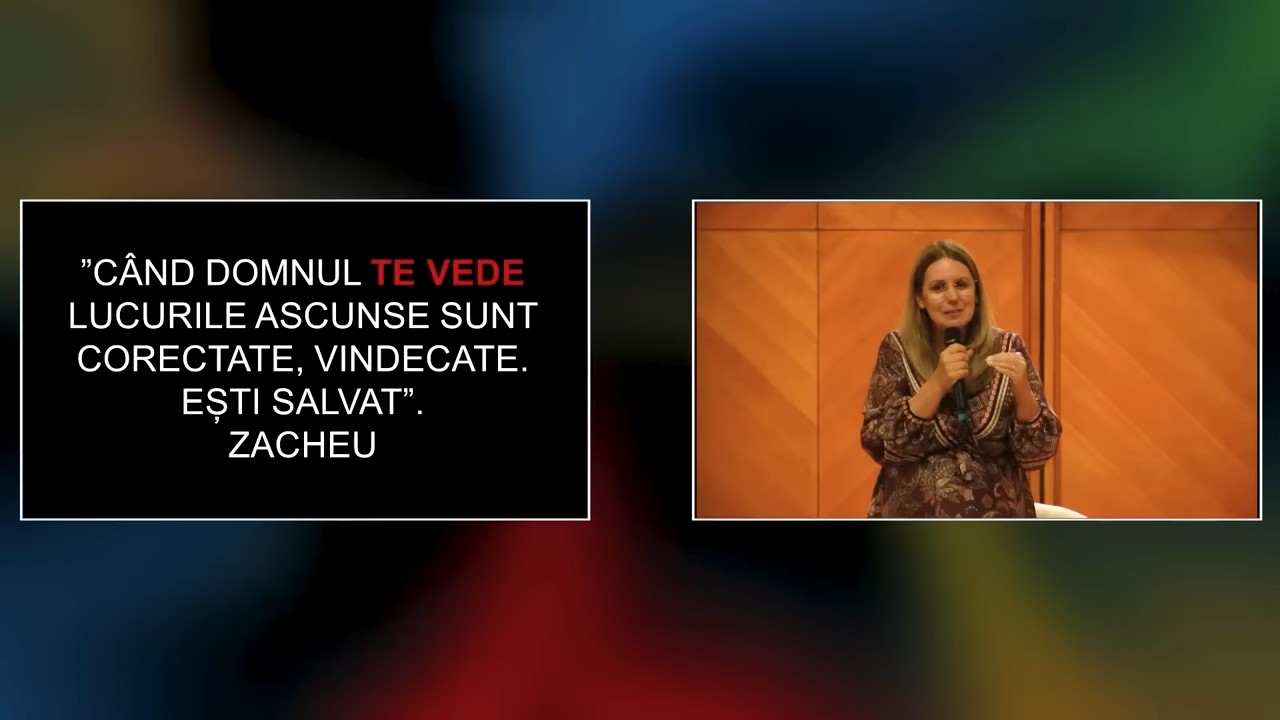 ”CÂND DOMNUL TE VEDE
LUCURILE ASCUNSE SUNT
CORECTATE, VINDECATE.
EȘTI SALVAT”.
ZACHEU